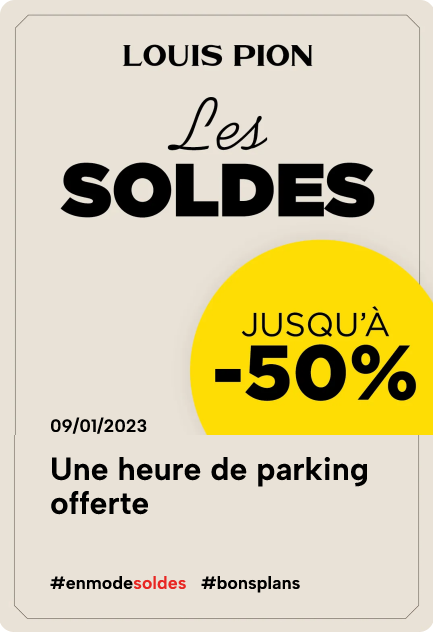 LOUIS PION
Les
SOLDES
JUSQU'À
-50%
09/01/2023
Une heure de parking
offerte
#enmodesoldes #bonsplans